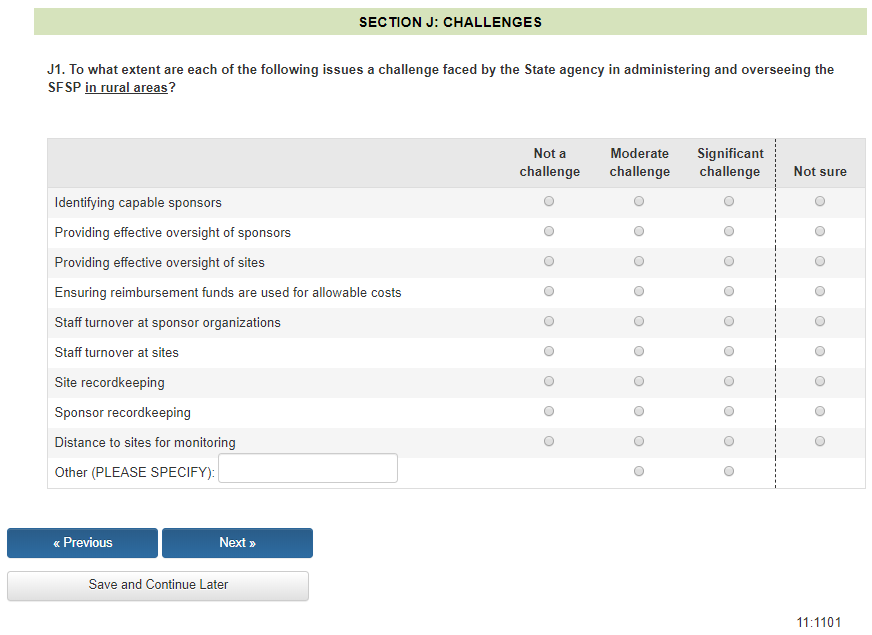 SECTION J: CHALLENGES
J1. To what extent are each of the following issues a challenge faced by the State agency in administering and overseeing the
SFSP in rural areas?
Not a challenge
Moderate challenge
Significant challenge
Not sure
Identifying capable sponsors
Providing effective oversight of sponsors
Providing effective oversight of sites
Ensuring reimbursement funds are used for allowable costs
Staff turnover at sponsor organizations
Staff turnover at sites
Site recordkeeping
Sponsor recordkeeping
Distance to sites for monitoring
Other (PLEASE SPECIFY):
« Previous
Next »
Save and Continue Later
11:1101